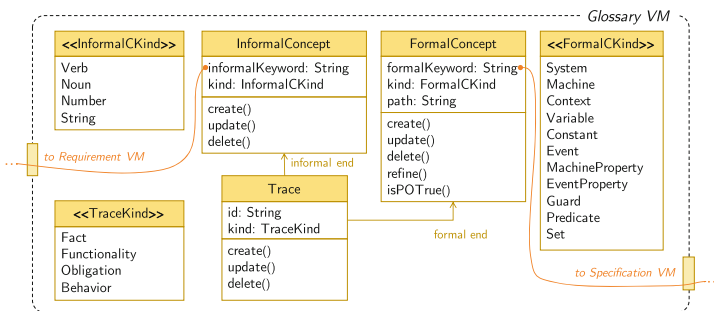 Glossary VM
<<InformalCKind>>
Verb
Noun
Number
String
InformalConcept
informalKeyword: String
kind: InformalCKind
create()
update()
delete()
FormalConcept
formalKeyword: String
kind: FormalCKind
path: String
create()
update()
delete()
refine()
isPOTrue()
<<FormalCKind>>
System
Machine
Context
Variable
Constant
Event
MachineProperty
EventProperty
Guard
Predicate
Set
to Requirement VM
informal end
<<TraceKind>>
Fact
Functionality
Obligation
Behavior
Trace
id: String
kind: TraceKind
create()
update()
delete()
formal end
to Specification VM